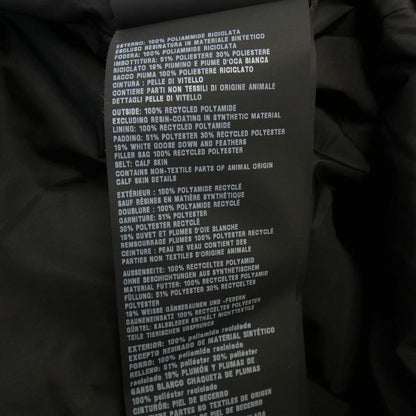 ESTERNO: 100% POLIAMMIDE RICICLATA
ESCLUSO RESINATURA IN MATERIALE SINTETICO
FODERA: 100% POLIAMMIDE RICICLATA
IMBOTTITURA: 51% POLIESTERE 30% POLIESTERE
RICICLATO 19% PIUMINO E PIUME D'OCA BIANCA
SACCO PIUMA 100% POLIESTERE RICICLATO
CINTURA : PELLE DI VITELLO
CONTIENE PARTI NON TESSILI DI ORIGINE ANIMALE
DETTAGLI PELLE DI VITELLO
OUTSIDE: 100% RECYCLED POLYAMIDE
EXCLUDING RESIN-COATING IN SYNTHETIC MATERIAL
LINING: 100% RECYCLED POLYAMIDE
PADDING: 51% POLYESTER 30% RECYCLED POLYESTER
19% WHITE GOOSE DOWN AND FEATHERS
FILLER BAG 100% RECYCLED POLYESTER
BELT: CALF SKIN
CONTAINS NON-TEXTILE PARTS OF ANIMAL ORIGIN
CALF SKIN DETAILS
EXTÉRIEUR : 100% POLYAMIDE RECYCLÉ
SAUF RÉSINES EN MATIÈRE SYNTHÉTIQUE
DOUBLURE : 100% POLYAMIDE RECYCLÉ
GARNITURE: 51% POLYESTER
30% POLYESTER RECYCLÉ
19% DUVET ET PLUMES D'OIE BLANCHE
REMBOURRAGE PLUMES 100% POLYESTER RECYCLÉ
CEINTURE : PEAU DE VEAU CONTIENT DES
PARTIES NON TEXTILES D'ORIGINE ANIMALE
AUSSENSEITE: 100% RECYCELTES POLYAMID
OHNE BESCHICHTUNGEN AUS SYNTHETISCHEM
MATERIAL FUTTER: 100% RECYCELTES POLYAMID
FÜLLUNG: 51% POLYESTER 30% RECYCELTES
POLYESTER
19% WEISSE GÄNSEDAUNEN UND -FEDERN
DAUNENEINSATZ 100% RECYCELTES POLYESTER
GÜRTEL: KALBSLEDER ENTHÄLT NICHTTEXTILE
TEILE TIERISCHEN URSPRUNGS
EXTERIOR: 100% poliamida reciclada
EXCEPTO RESINADO DE MATERIAL SINTÉTICO
FORRO: 100% poliamida reciclada
RELLENO: 51% poliéster 30% poliéster
reciclado 19% PLUMÓN Y PLUMAS DE
GANSO BLANCO CHAQUETA DE PLUMAS
100% poliéster reciclado
CINTURÓN: PIEL DE BECERRO
CONTIENE PARTES NO TEXTILES DE ORIGEN
PIEL DE BECERRO